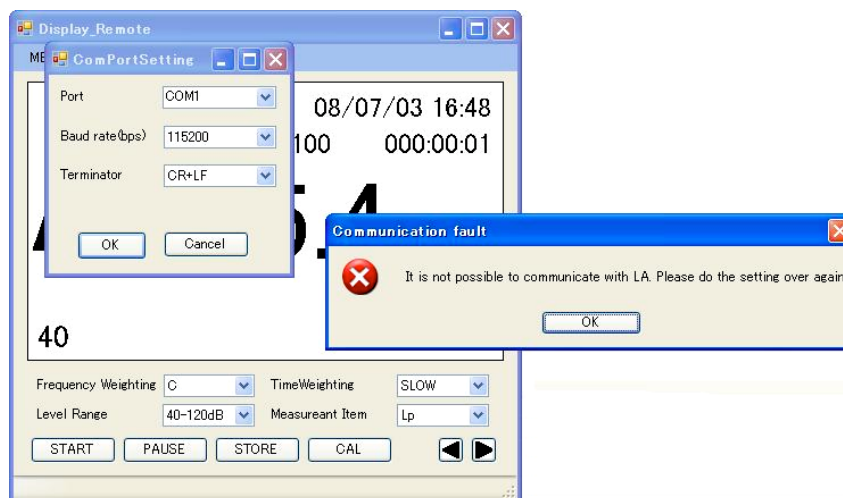 Display_Remote
ME
ComPortSetting
Port COM1
Baud rate(bps) 115200
Terminator CR+LF
OK Cancel
08/07/03 16:48
100 000:00:01
.4
40
Communication fault
It is not possible to communicate with LA. Please do the setting over again
OK
Frequency Weighting C TimeWeighting SLOW
Level Range 40-120dB Measureant Item Lp
START PAUSE STORE CAL